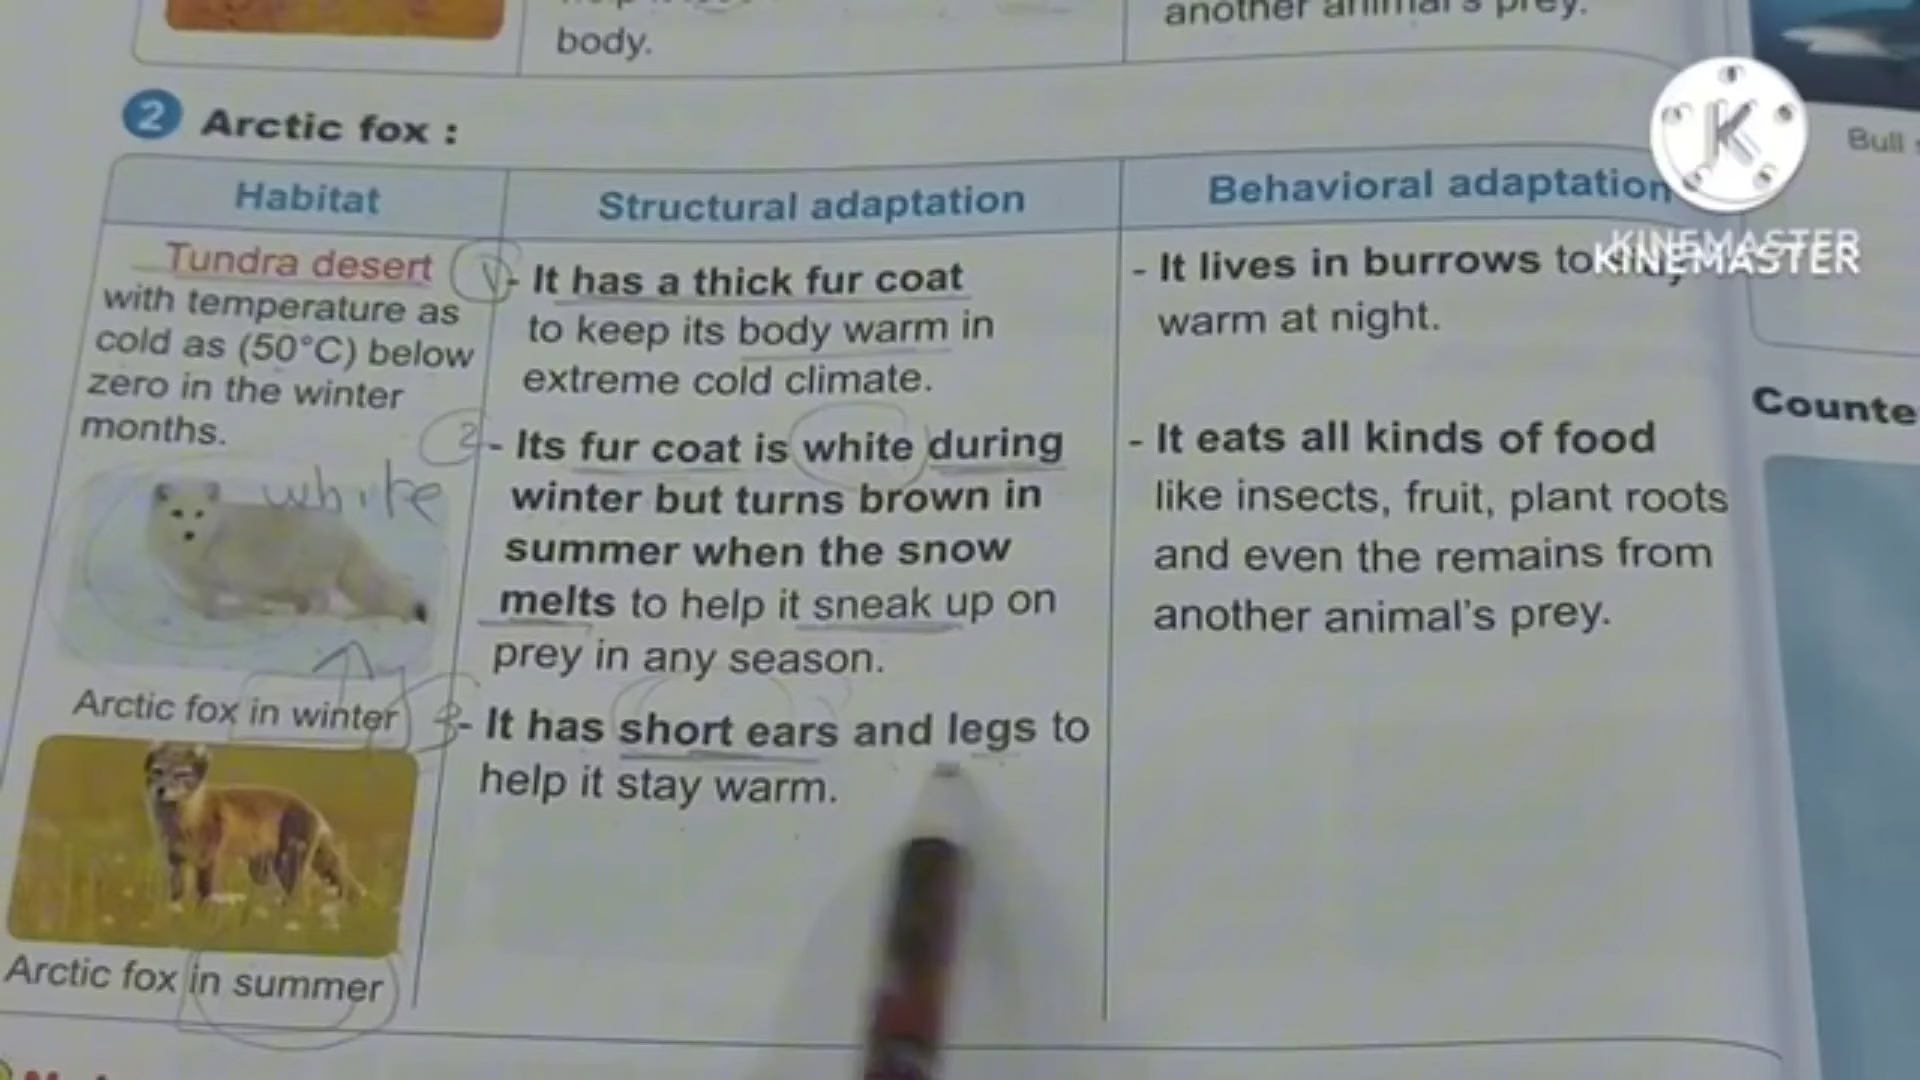 body.
another animal's prey.
2 Arctic fox :
Habitat
Structural adaptation
Behavioral adaptation
Tundra desert
with temperature as
cold as (50°C) below
zero in the winter
months.
white
Arctic fox in winter
Arctic fox in summer
1 - It has a thick fur coat
to keep its body warm in
extreme cold climate.
2 - Its fur coat is white during
winter but turns brown in
summer when the snow
melts to help it sneak up on
prey in any season.
3 - It has short ears and legs to
help it stay warm.
- It lives in burrows to
warm at night.
- It eats all kinds of food
like insects, fruit, plant roots
and even the remains from
another animal's prey.
KINEMASTER
Bull
Counte